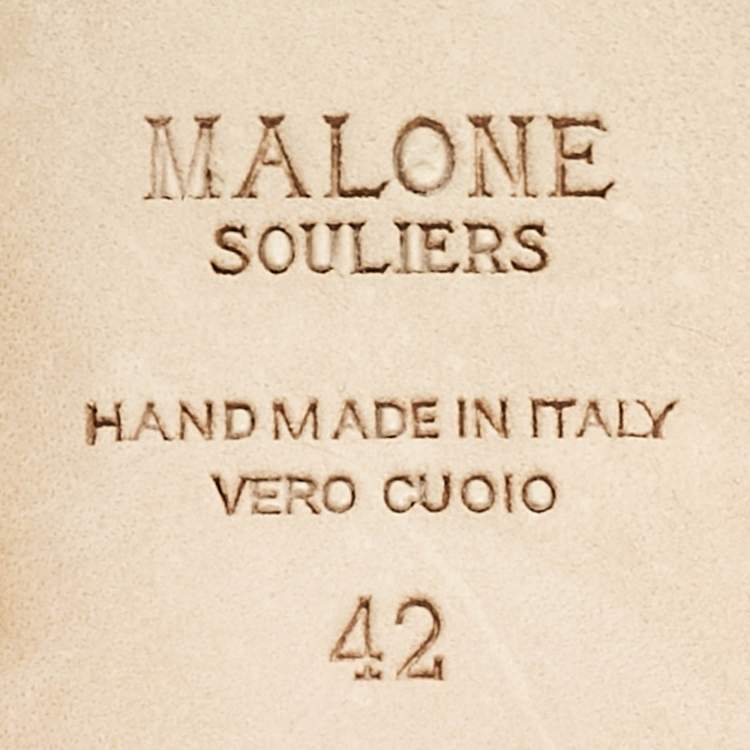 MALONE
SOULIERS
HAND MADE IN ITALY
VERO CUOIO
42